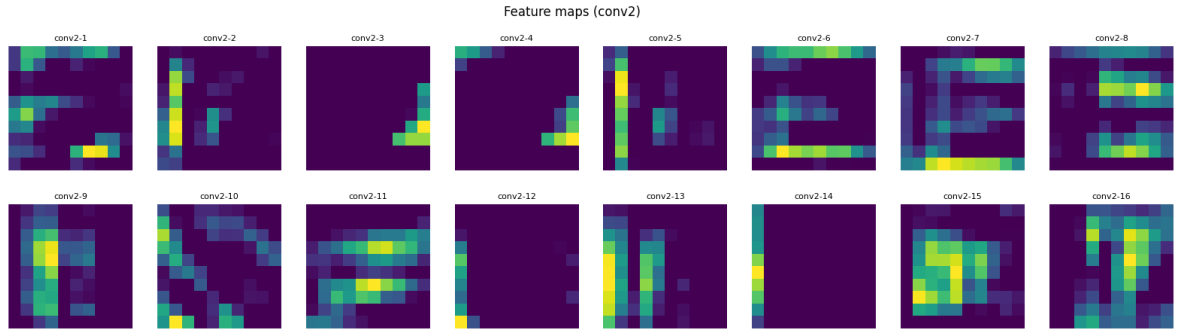 Feature maps (conv2)
conv2-1 conv2-2 conv2-3 conv2-4 conv2-5 conv2-6 conv2-7 conv2-8
conv2-9 conv2-10 conv2-11 conv2-12 conv2-13 conv2-14 conv2-15 conv2-16